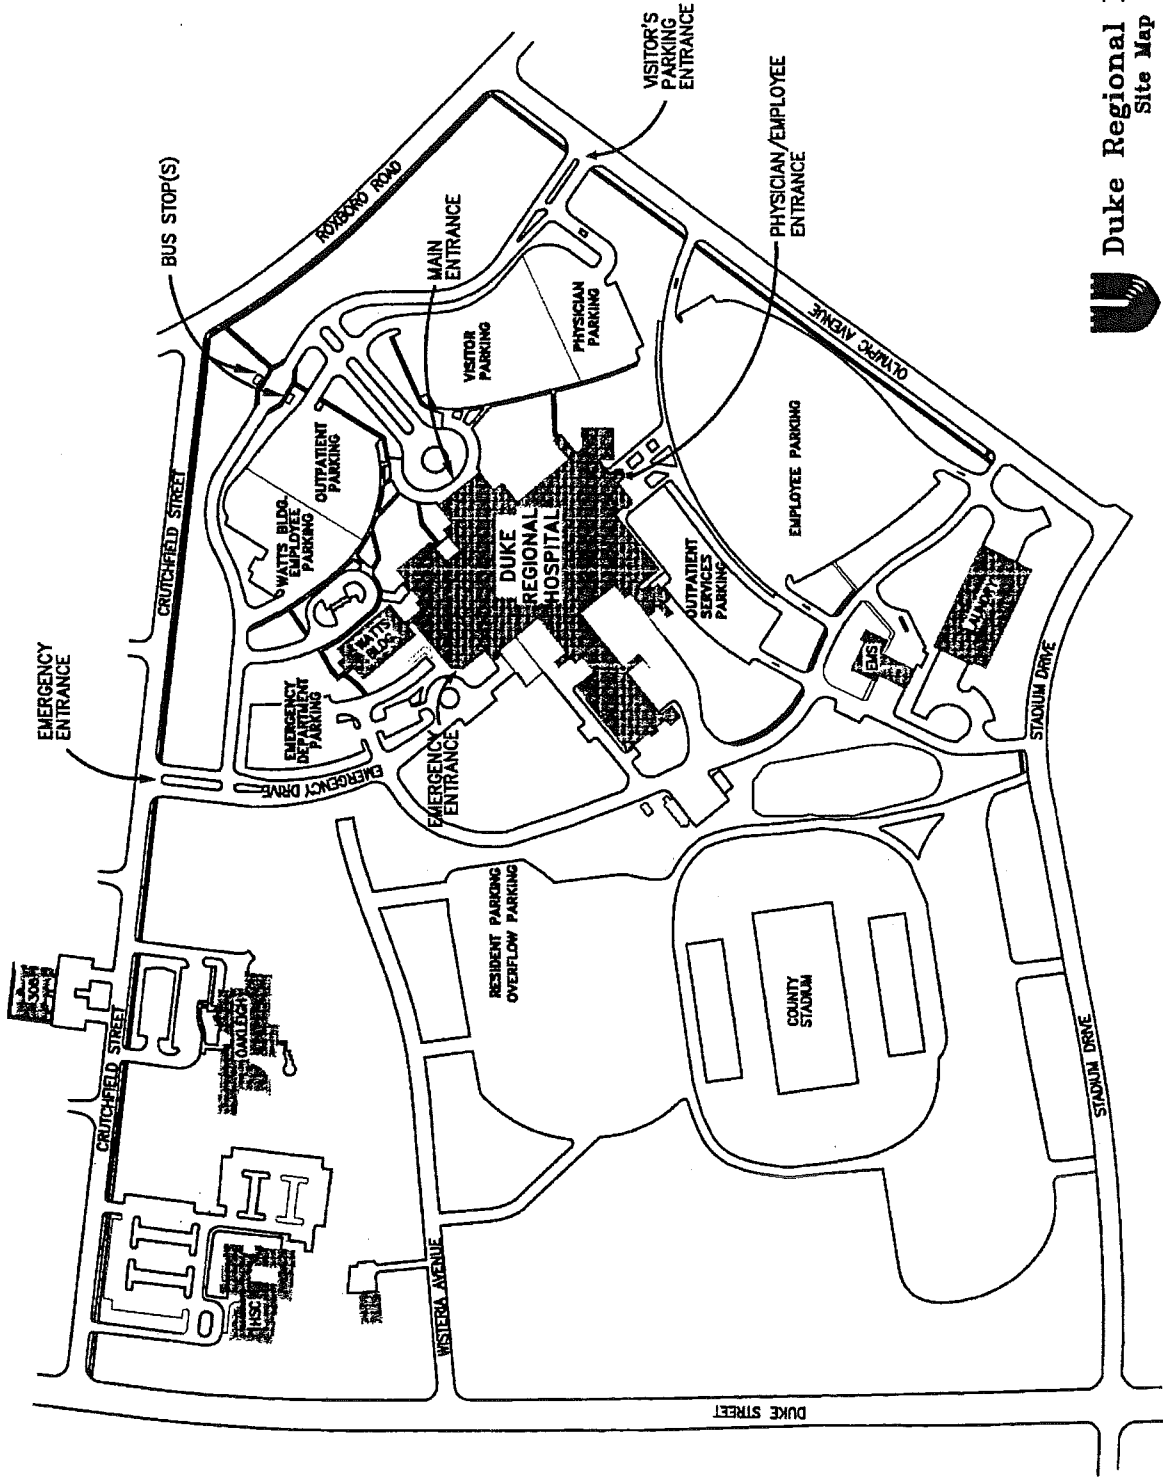 VISITOR'S
PARKING
ENTRANCE
BUS STOP(S)
ROXBORO ROAD
PHYSICIAN/EMPLOYEE
ENTRANCE
MAIN
ENTRANCE
Duke Regional
Site Map
VISITOR
PARKING
PHYSICIAN
PARKING
OLYMPIC AVENUE
CRUTCHFIELD STREET
OUTPATIENT
PARKING
WATTS BLDG.
EMPLOYEE
PARKING
EMPLOYEE PARKING
DUKE
REGIONAL
HOSPITAL
OUTPATIENT
SERVICES
PARKING
WATTS
BLDG
LAUNDRY
EMS
EMERGENCY
ENTRANCE
EMERGENCY
DEPARTMENT
PARKING
STADIUM DRIVE
EMERGENCY DRIVE
EMERGENCY
ENTRANCE
RESIDENT PARKING
OVERFLOW PARKING
COUNTY
STADIUM
OAKLEIGH
CRUTCHFIELD STREET
STADIUM DRIVE
HSC
WISTERIA AVENUE
DUKE STREET